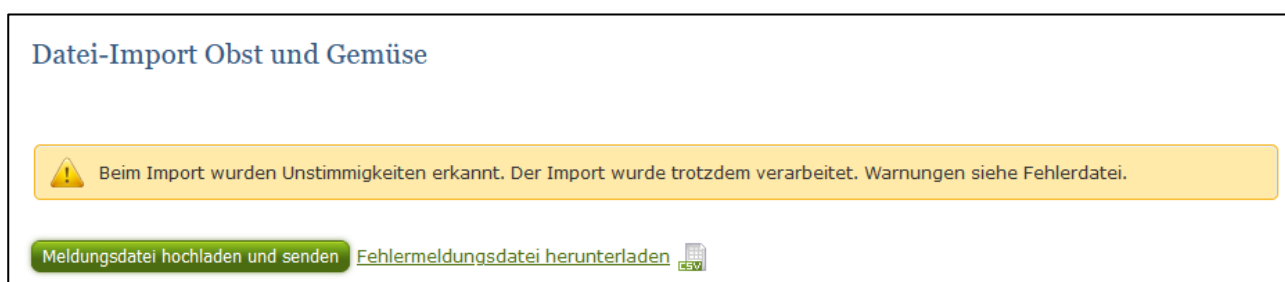 Datei-Import Obst und Gemüse
Beim Import wurden Unstimmigkeiten erkannt. Der Import wurde trotzdem verarbeitet. Warnungen siehe Fehlerdatei.
Meldungsdatei hochladen und senden Fehlermeldungsdatei herunterladen CSV